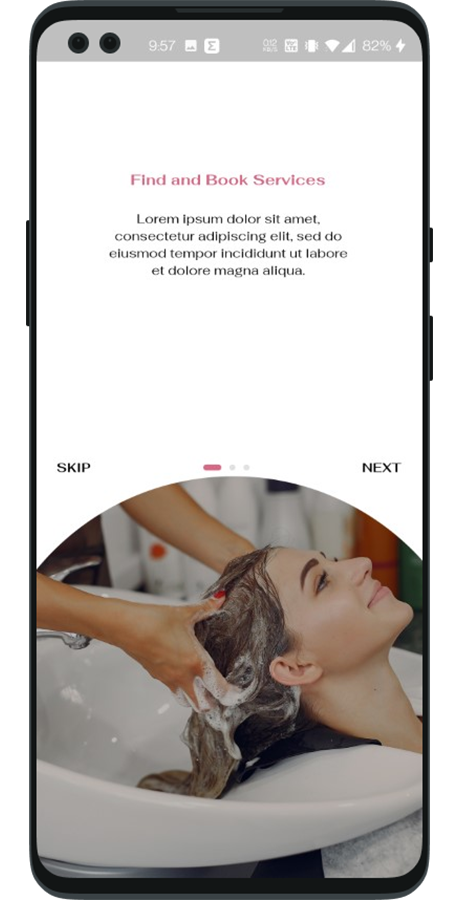 9:57
82%
Find and Book Services
Lorem ipsum dolor sit amet,
consectetur adipiscing elit, sed do
eiusmod tempor incididunt ut labore
et dolore magna aliqua.
SKIP
NEXT